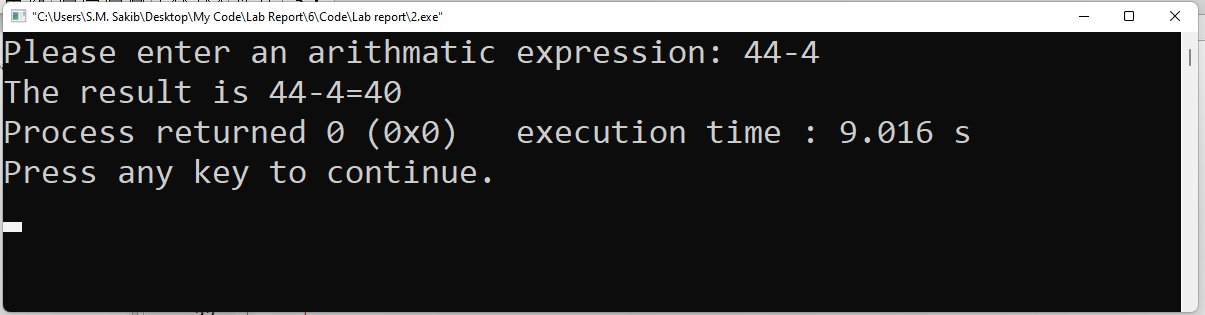 "C:\Users\S.M. Sakib\Desktop\My Code\Lab Report\6\Code\Lab report\2.exe"
Please enter an arithmatic expression: 44-4
The result is 44-4=40
Process returned 0 (0x0)   execution time : 9.016 s
Press any key to continue.